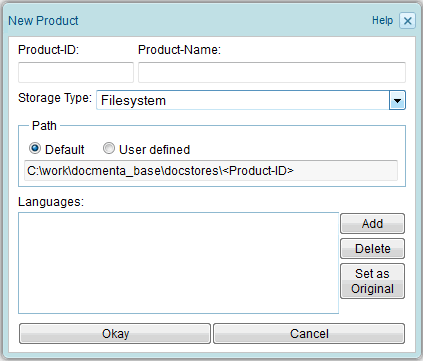 New Product Help
Product-ID: Product-Name:
Storage Type: Filesystem
Path
Default User defined
C:\work\docmenta_base\docstores\<Product-ID>
Languages:
Add
Delete
Set as
Original
Okay Cancel